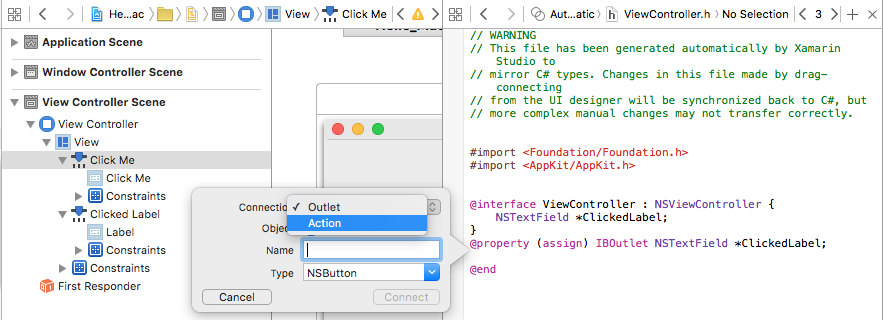 He...ac
View
Click Me
Aut...atic
h
ViewController.h
No Selection
3
Application Scene
Window Controller Scene
View Controller Scene
View Controller
View
Click Me
Click Me
Constraints
Clicked Label
Label
Constraints
Constraints
First Responder
Connectio
Outlet
Action
Obje
Name
Type
NSButton
Cancel
Connect
// WARNING
// This file has been generated automatically by Xamarin
Studio to
// mirror C# types. Changes in this file made by drag-
connecting
// from the UI designer will be synchronized back to C#, but
// more complex manual changes may not transfer correctly.
#import <Foundation/Foundation.h>
#import <AppKit/AppKit.h>
@interface ViewController : NSViewController {
NSTextField *ClickedLabel;
}
@property (assign) IBOutlet NSTextField *ClickedLabel;
@end